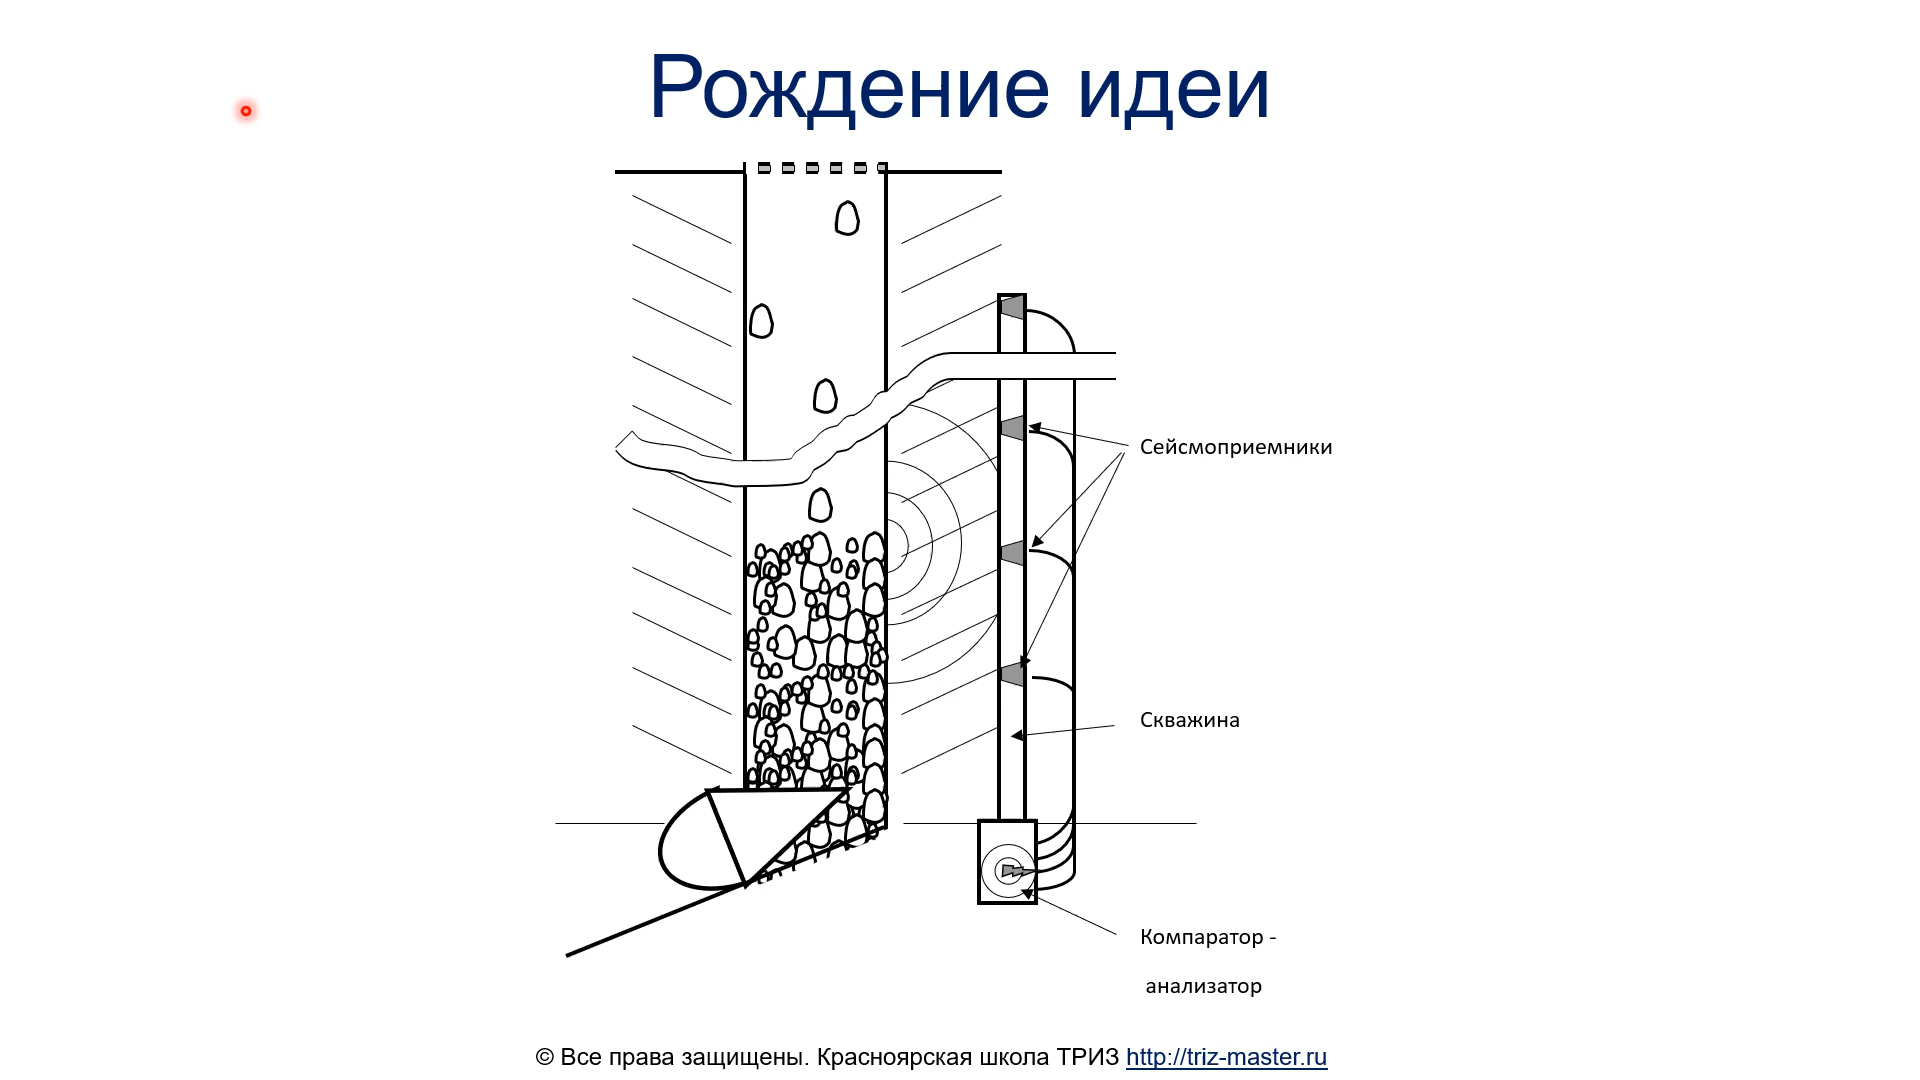 Рождение идеи
Сейсмоприемники
Скважина
Компаратор -
анализатор
© Все права защищены. Красноярская школа ТРИЗ http://triz-master.ru